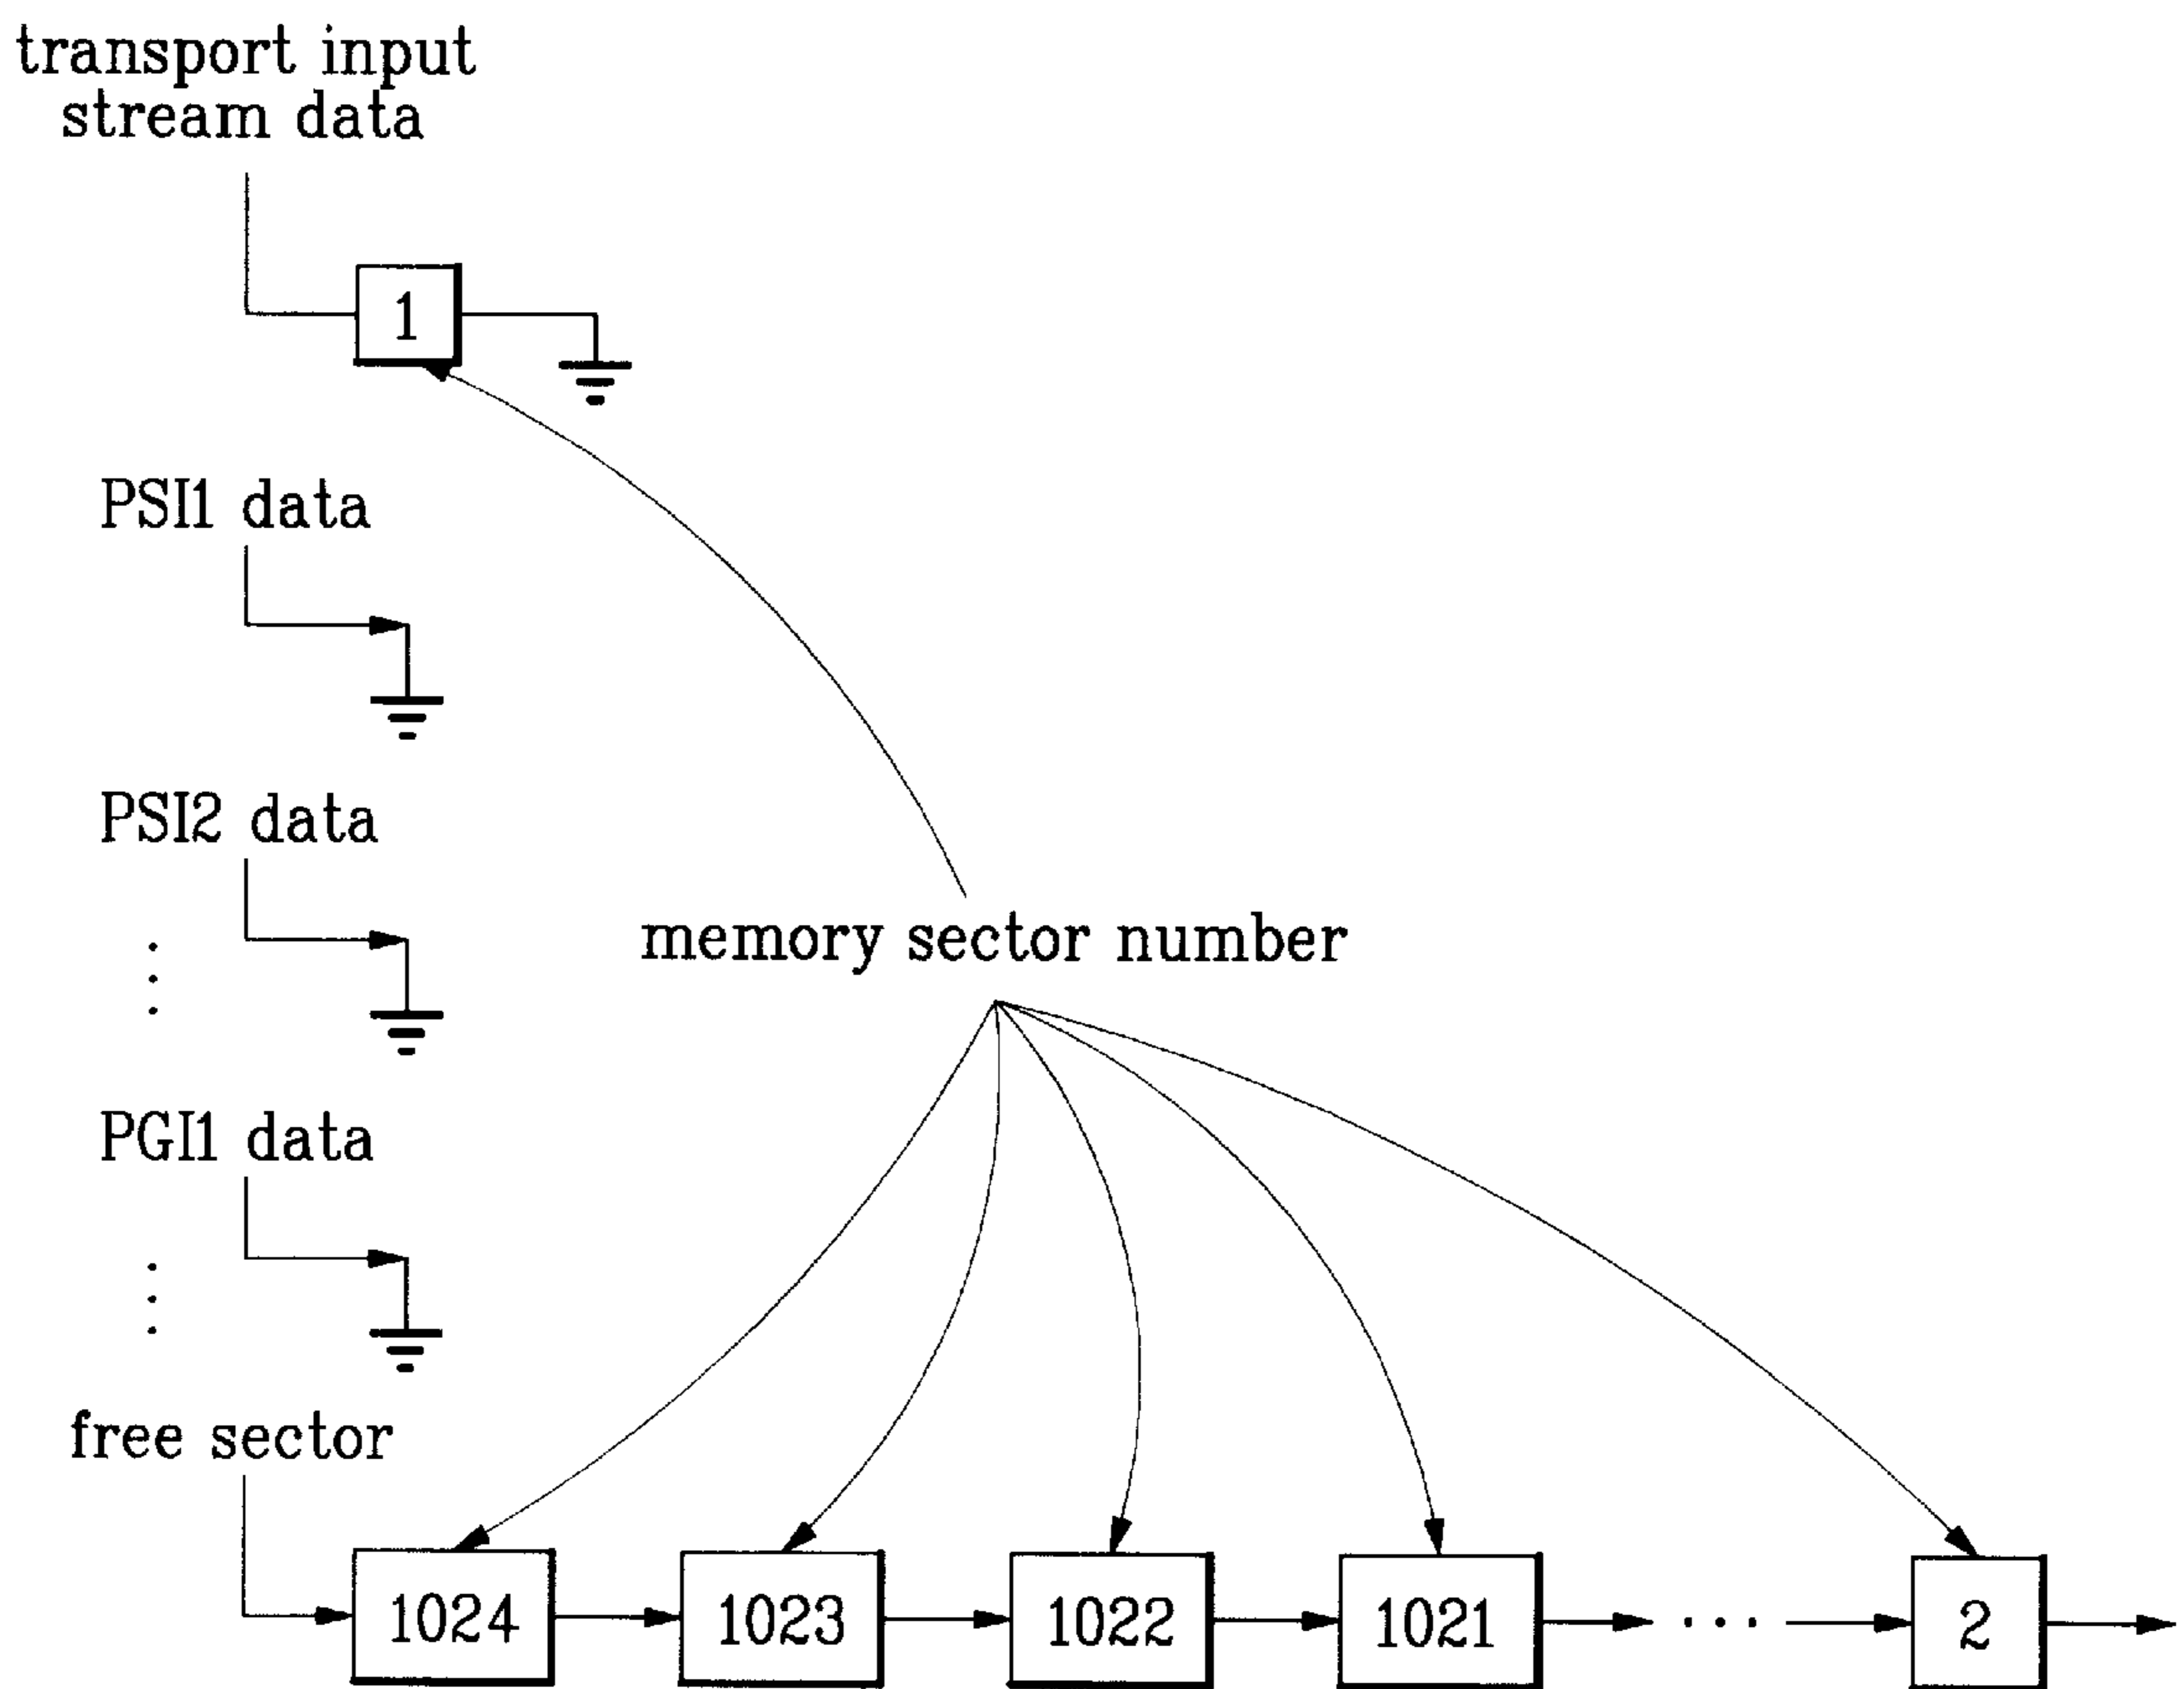 transport input
stream data
1
PSI1 data
PSI2 data
memory sector number
PGI1 data
free sector
1024
1023
1022
1021
...
2